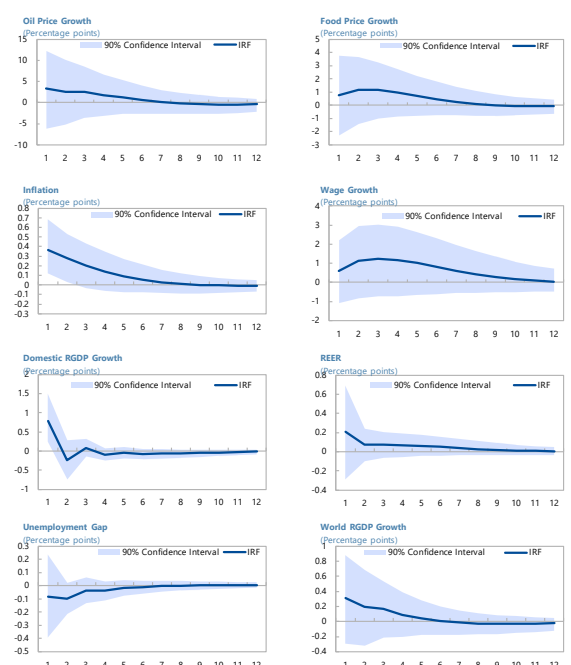 Oil Price Growth
(Percentage points)
90% Confidence Interval
IRF
15
10
5
0
-5
-10
1 2 3 4 5 6 7 8 9 10 11 12
Food Price Growth
(Percentage points)
90% Confidence Interval
IRF
5
4
3
2
1
0
-1
-2
-3
1 2 3 4 5 6 7 8 9 10 11 12
Inflation
(Percentage points)
90% Confidence Interval
IRF
0.8
0.7
0.6
0.5
0.4
0.3
0.2
0.1
0
-0.1
-0.2
-0.3
1 2 3 4 5 6 7 8 9 10 11 12
Wage Growth
(Percentage points)
90% Confidence Interval
IRF
4
3
2
1
0
-1
-2
1 2 3 4 5 6 7 8 9 10 11 12
Domestic RGDP Growth
(Percentage points)
90% Confidence Interval
IRF
2
1.5
1
0.5
0
-0.5
-1
1 2 3 4 5 6 7 8 9 10 11 12
REER
(Percentage points)
90% Confidence Interval
IRF
0.8
0.6
0.4
0.2
0
-0.2
-0.4
1 2 3 4 5 6 7 8 9 10 11 12
Unemployment Gap
(Percentage points)
90% Confidence Interval
IRF
0.3
0.2
0.1
0
-0.1
-0.2
-0.3
-0.4
-0.5
World RGDP Growth
(Percentage points)
90% Confidence Interval
IRF
1
0.8
0.6
0.4
0.2
0
-0.2
-0.4